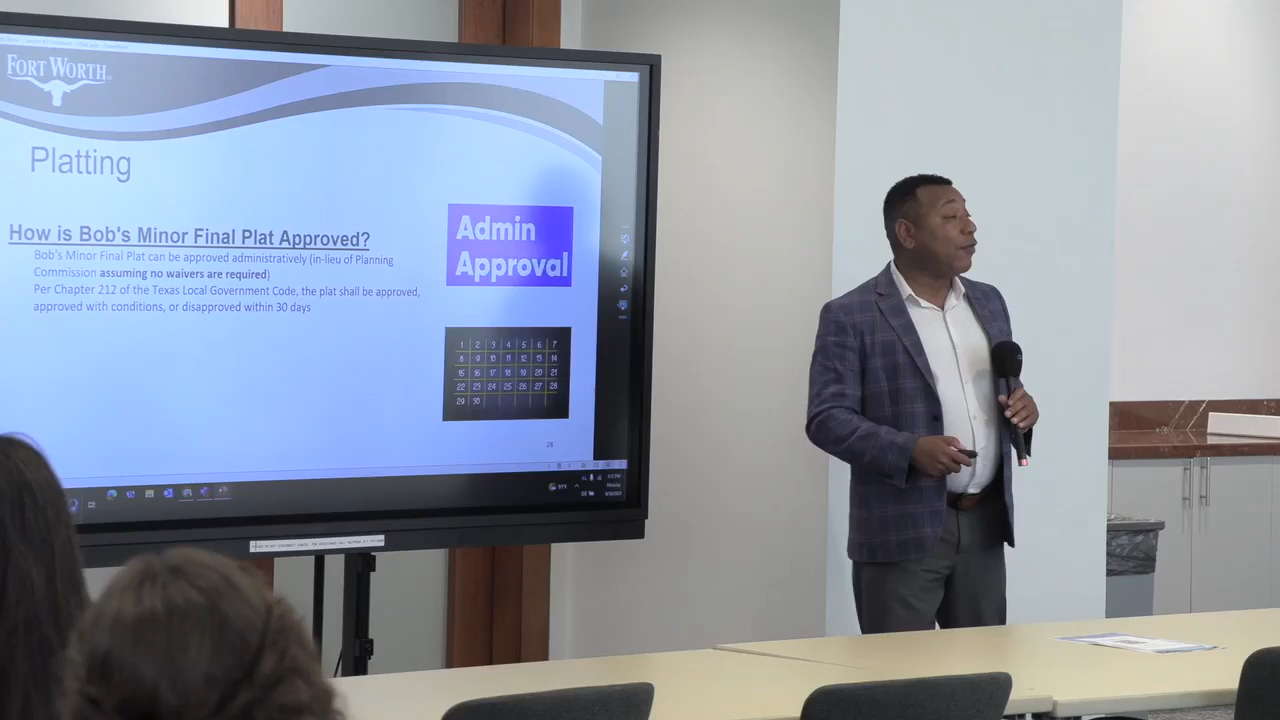 FORT WORTH
Platting
How is Bob's Minor Final Plat Approved?
Bob's Minor Final Plat can be approved administratively (in-lieu of Planning
Commission assuming no waivers are required)
Per Chapter 212 of the Texas Local Government Code, the plat shall be approved,
approved with conditions, or disapproved within 30 days
Admin
Approval
1 2 3 4 5 6 7
8 9 10 11 12 13 14
15 16 17 18 19 20 21
22 23 24 25 26 27 28
29 30
28
Monday